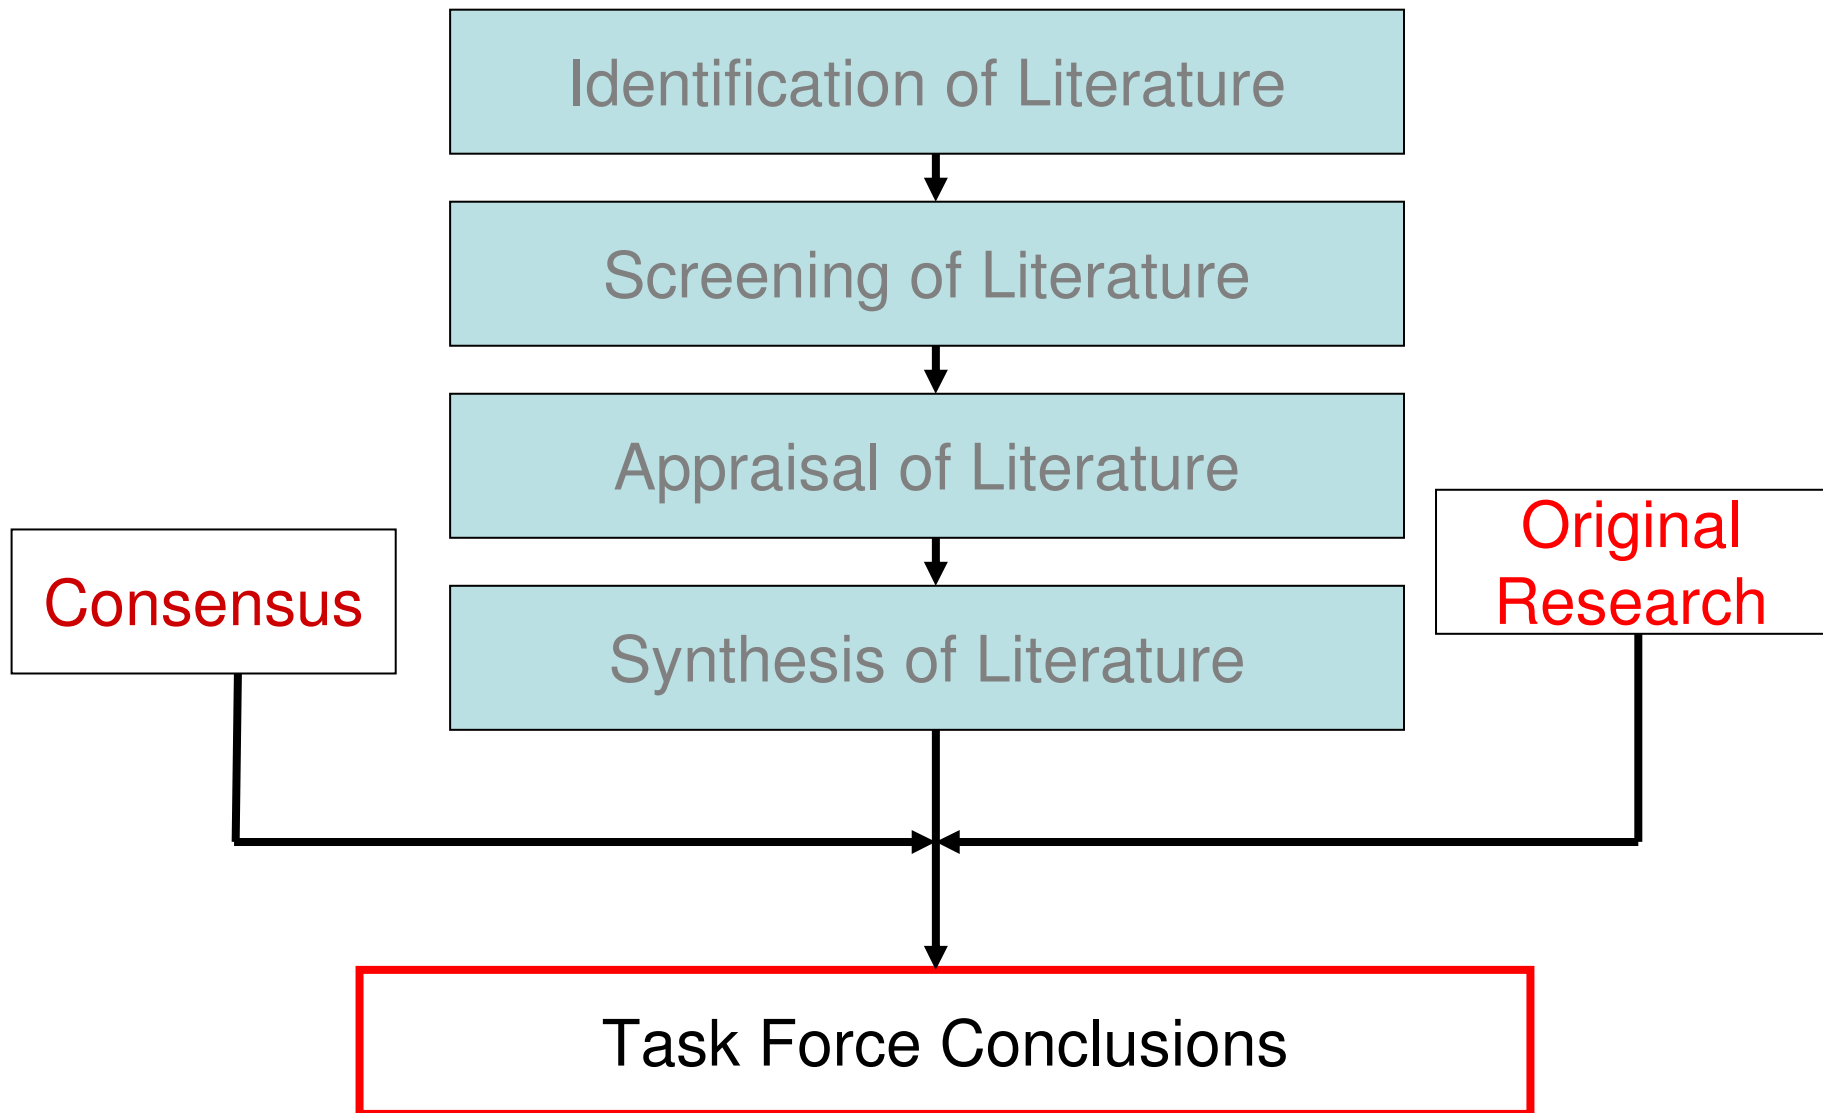 Identification of Literature
Screening of Literature
Appraisal of Literature
Original
Research
Consensus
Synthesis of Literature
Task Force Conclusions